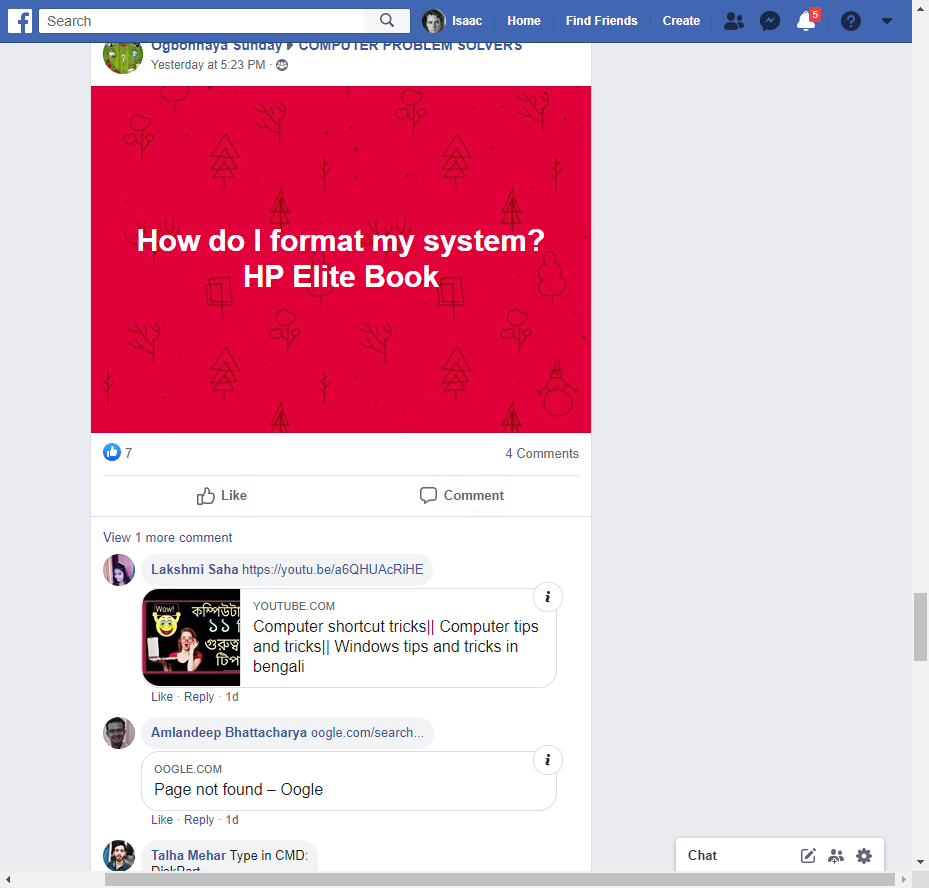 Search
Isaac
Home
Find Friends
Create
5
Ogbonnaya Sunday COMPUTER PROBLEM SOLVERS
Yesterday at 5:23 PM ·
How do I format my system?
HP Elite Book
7
4 Comments
Like
Comment
View 1 more comment
Lakshmi Saha https://youtu.be/a6QHUAcRiHE
Wow!
কম্পিউটা
১১
গুরুত্ব
টিপ
YOUTUBE.COM
Computer shortcut tricks|| Computer tips
and tricks|| Windows tips and tricks in
bengali
Like · Reply · 1d
Amlandeep Bhattacharya oogle.com/search...
OOGLE.COM
Page not found – Oogle
Like · Reply · 1d
Talha Mehar Type in CMD:
DiskPart
Chat